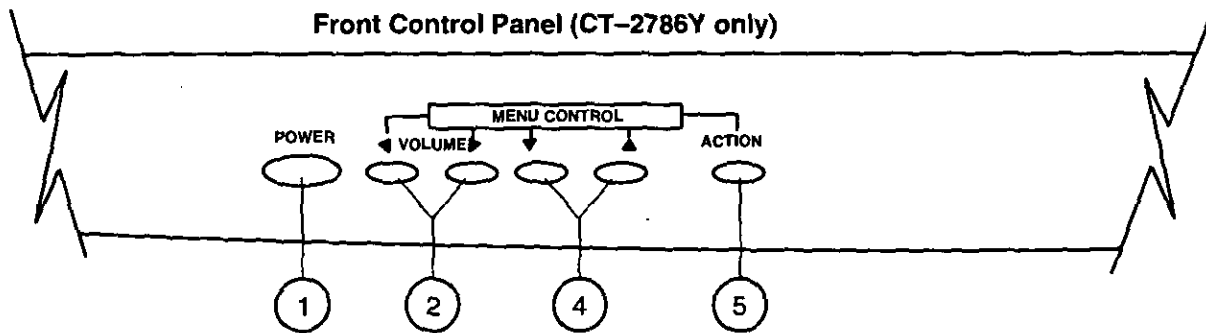 Front Control Panel (CT–2786Y only)
MENU CONTROL
POWER VOLUME ACTION
1 2 4 5